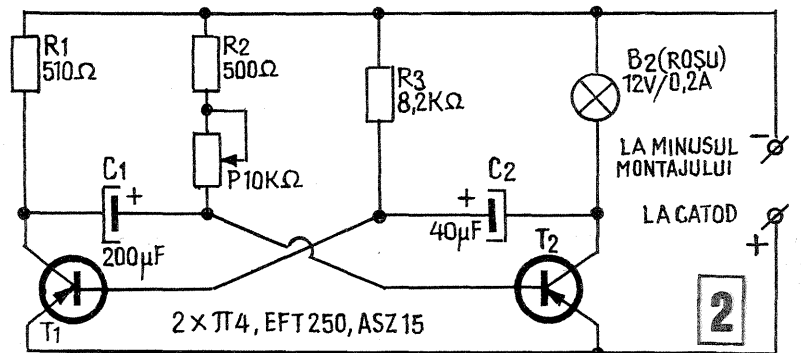 R1
510Ω
R2
500Ω
R3
8,2KΩ
B2(ROȘU)
12V/0,2A
P10KΩ
C1
+
200µF
C2
+
40µF
−
LA MINUSUL
MONTAJULUI
LA CATOD
+
T1
T2
2×π4, EFT250, ASZ15
2